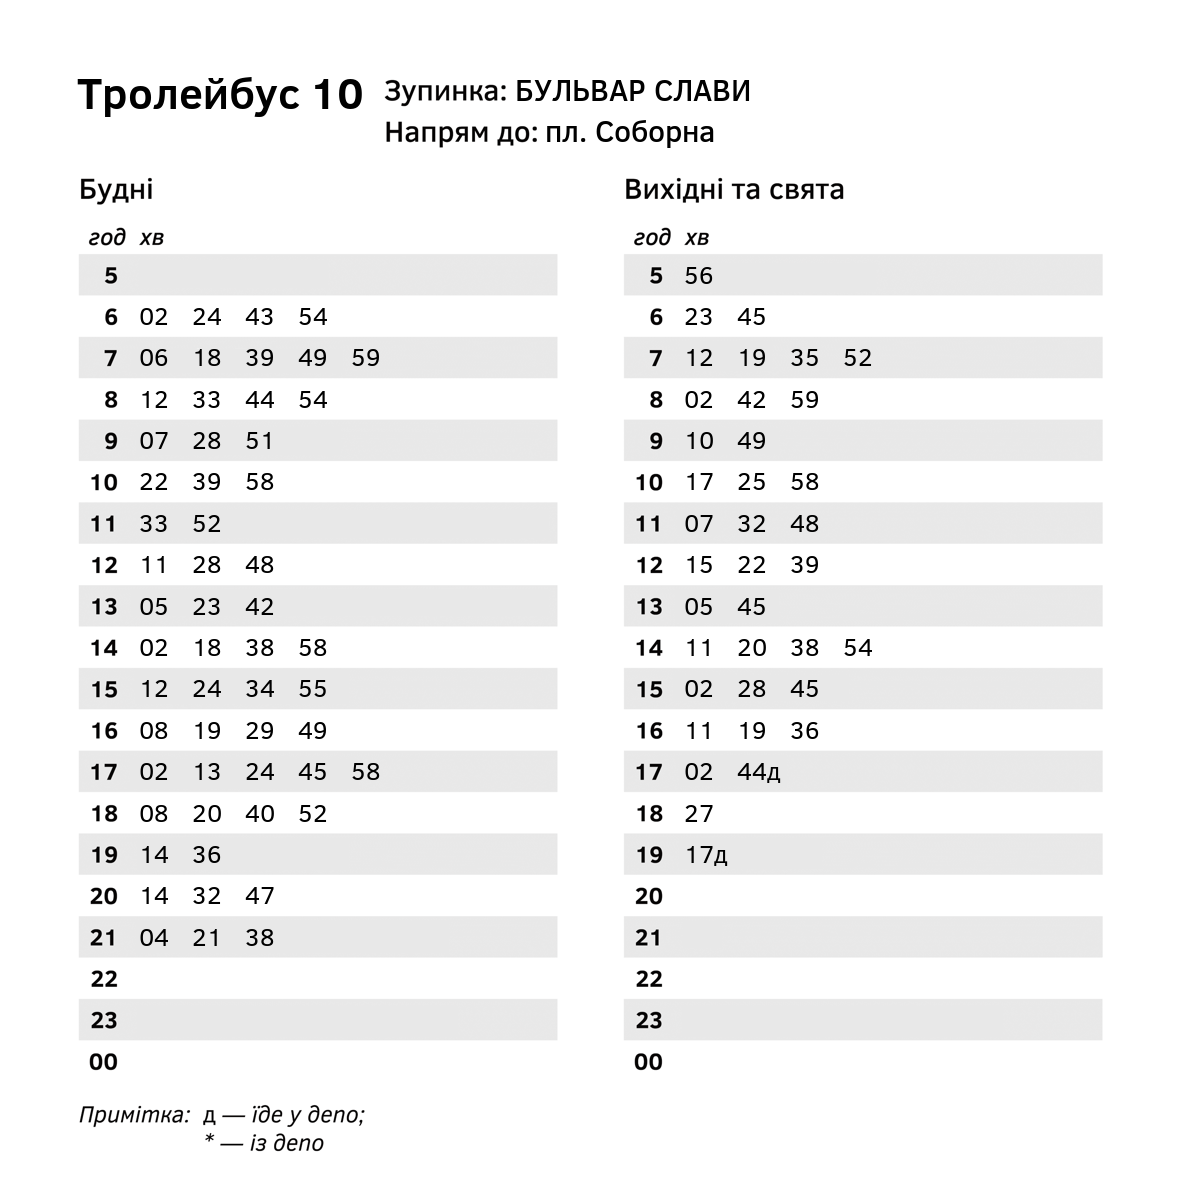 Тролейбус 10
Зупинка: БУЛЬВАР СЛАВИ
Напрям до: пл. Соборна
Будні
год хв
5
6 02 24 43 54
7 06 18 39 49 59
8 12 33 44 54
9 07 28 51
10 22 39 58
11 33 52
12 11 28 48
13 05 23 42
14 02 18 38 58
15 12 24 34 55
16 08 19 29 49
17 02 13 24 45 58
18 08 20 40 52
19 14 36
20 14 32 47
21 04 21 38
22
23
00
Вихідні та свята
год хв
5 56
6 23 45
7 12 19 35 52
8 02 42 59
9 10 49
10 17 25 58
11 07 32 48
12 15 22 39
13 05 45
14 11 20 38 54
15 02 28 45
16 11 19 36
17 02 44д
18 27
19 17д
20
21
22
23
00
Примітка: д — їде у депо;
* — із депо